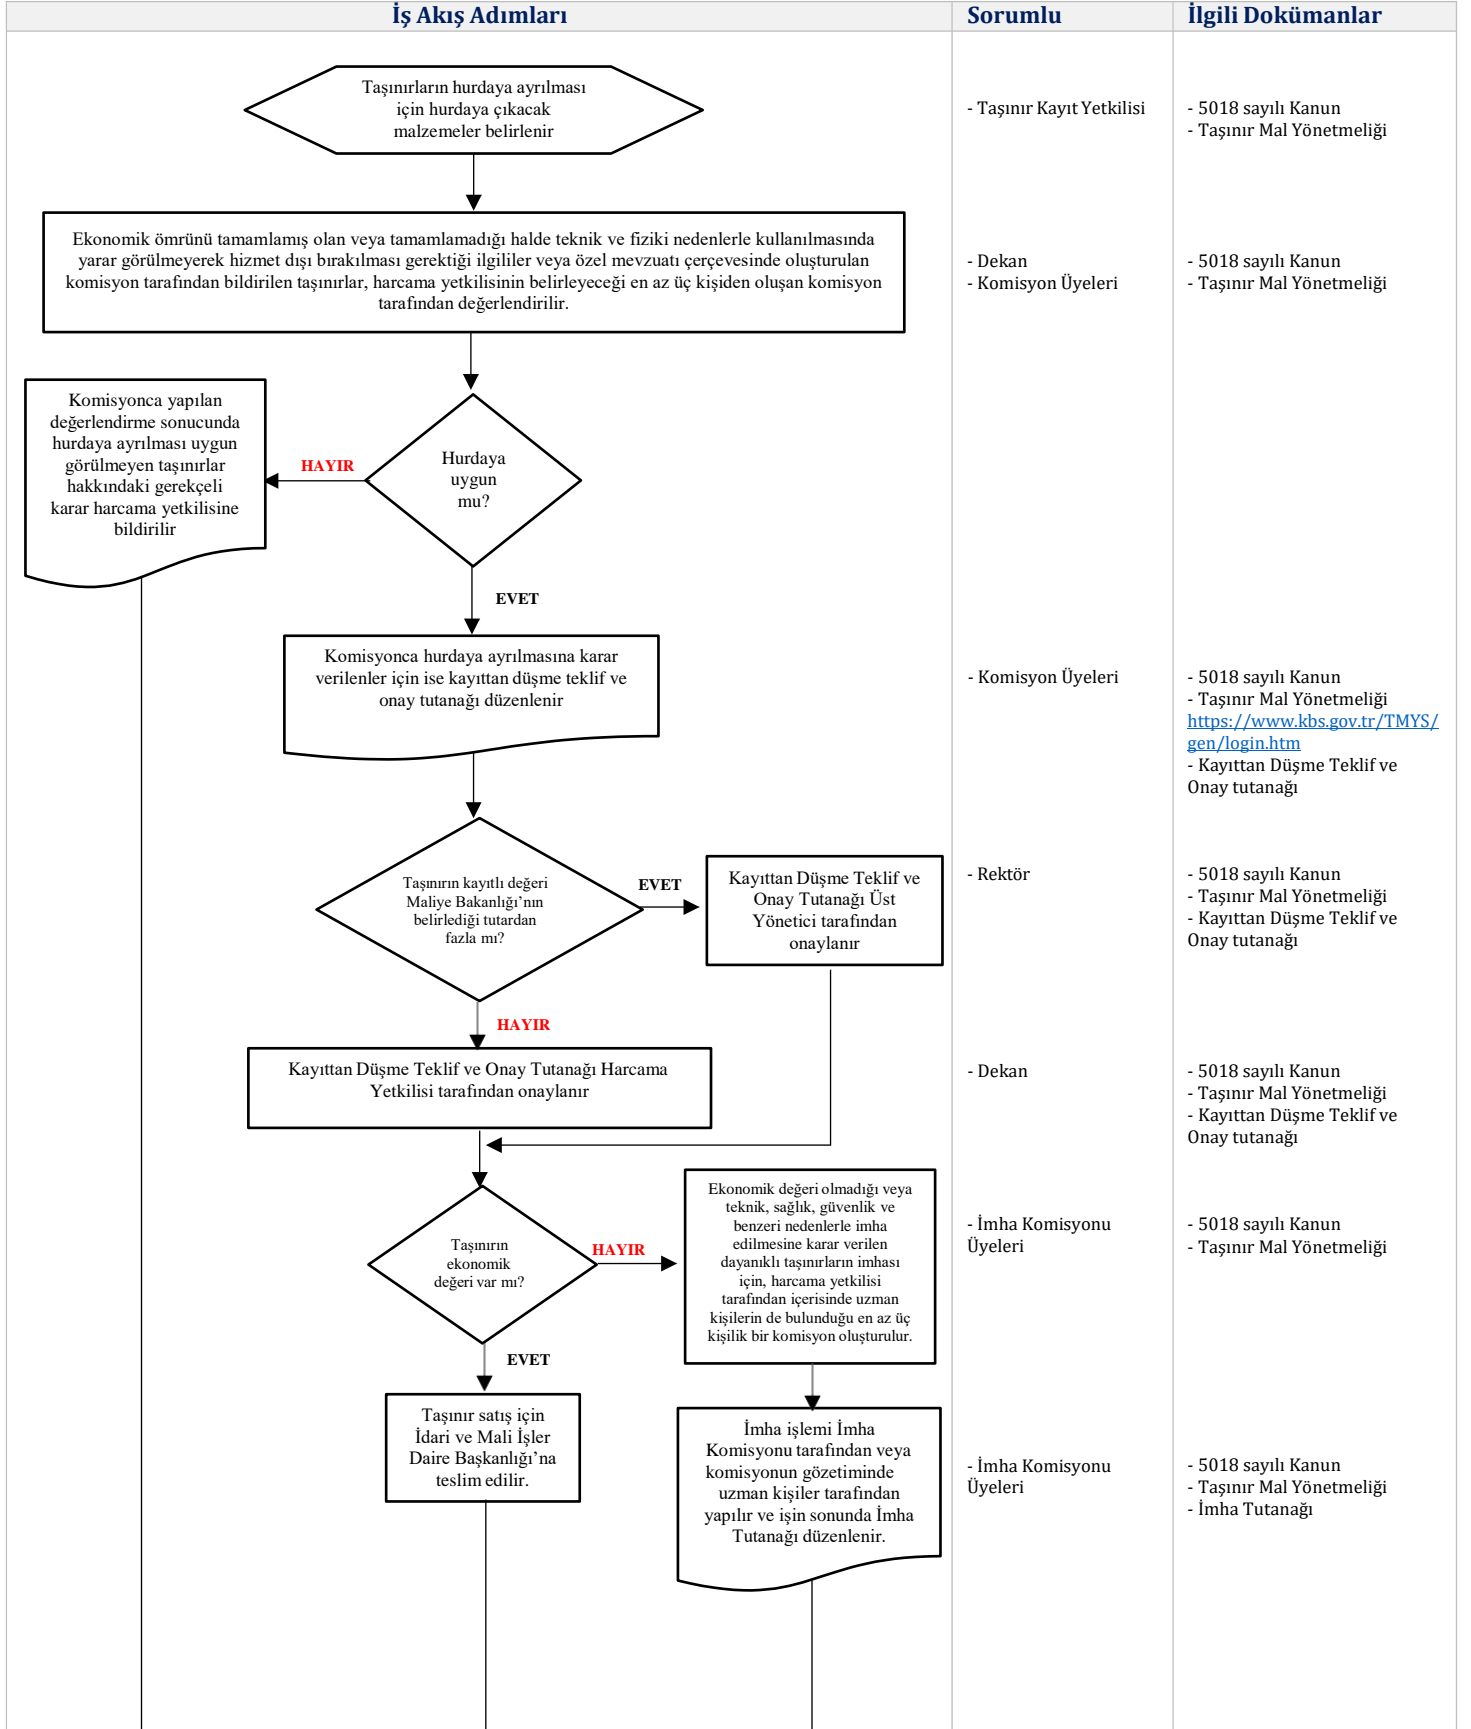 İş Akış Adımları
Sorumlu
İlgili Dokümanlar
Taşınırların hurdaya ayrılması
için hurdaya çıkacak
malzemeler belirlenir
- Taşınır Kayıt Yetkilisi
- 5018 sayılı Kanun
- Taşınır Mal Yönetmeliği
Ekonomik ömrünü tamamlamış olan veya tamamlamadığı halde teknik ve fiziki nedenlerle kullanılmasında
yarar görülmeyerek hizmet dışı bırakılması gerektiği ilgililer veya özel mevzuatı çerçevesinde oluşturulan
komisyon tarafından bildirilen taşınırlar, harcama yetkilisinin belirleyeceği en az üç kişiden oluşan komisyon
tarafından değerlendirilir.
- Dekan
- Komisyon Üyeleri
- 5018 sayılı Kanun
- Taşınır Mal Yönetmeliği
Komisyonca yapılan
değerlendirme sonucunda
hurdaya ayrılması uygun
görülmeyen taşınırlar
hakkındaki gerekçeli
karar harcama yetkilisine
bildirilir
HAYIR
Hurdaya
uygun
mu?
EVET
Komisyonca hurdaya ayrılmasına karar
verilenler için ise kayıttan düşme teklif ve
onay tutanağı düzenlenir
- Komisyon Üyeleri
- 5018 sayılı Kanun
- Taşınır Mal Yönetmeliği
https://www.kbs.gov.tr/TMYS/
gen/login.htm
- Kayıttan Düşme Teklif ve
Onay tutanağı
Taşınırın kayıtlı değeri
Maliye Bakanlığı’nın
belirlediği tutardan
fazla mı?
EVET
Kayıttan Düşme Teklif ve
Onay Tutanağı Üst
Yönetici tarafından
onaylanır
- Rektör
- 5018 sayılı Kanun
- Taşınır Mal Yönetmeliği
- Kayıttan Düşme Teklif ve
Onay tutanağı
HAYIR
Kayıttan Düşme Teklif ve Onay Tutanağı Harcama
Yetkilisi tarafından onaylanır
- Dekan
- 5018 sayılı Kanun
- Taşınır Mal Yönetmeliği
- Kayıttan Düşme Teklif ve
Onay tutanağı
Taşınırın
ekonomik
değeri var mı?
HAYIR
Ekonomik değeri olmadığı veya
teknik, sağlık, güvenlik ve
benzeri nedenlerle imha
edilmesine karar verilen
dayanıklı taşınırların imhası
için, harcama yetkilisi
tarafından içerisinde uzman
kişilerin de bulunduğu en az üç
kişilik bir komisyon oluşturulur.
- İmha Komisyonu
Üyeleri
- 5018 sayılı Kanun
- Taşınır Mal Yönetmeliği
EVET
Taşınır satış için
İdari ve Mali İşler
Daire Başkanlığı’na
teslim edilir.
İmha işlemi İmha
Komisyonu tarafından veya
komisyonun gözetiminde
uzman kişiler tarafından
yapılır ve işin sonunda İmha
Tutanağı düzenlenir.
- İmha Komisyonu
Üyeleri
- 5018 sayılı Kanun
- Taşınır Mal Yönetmeliği
- İmha Tutanağı